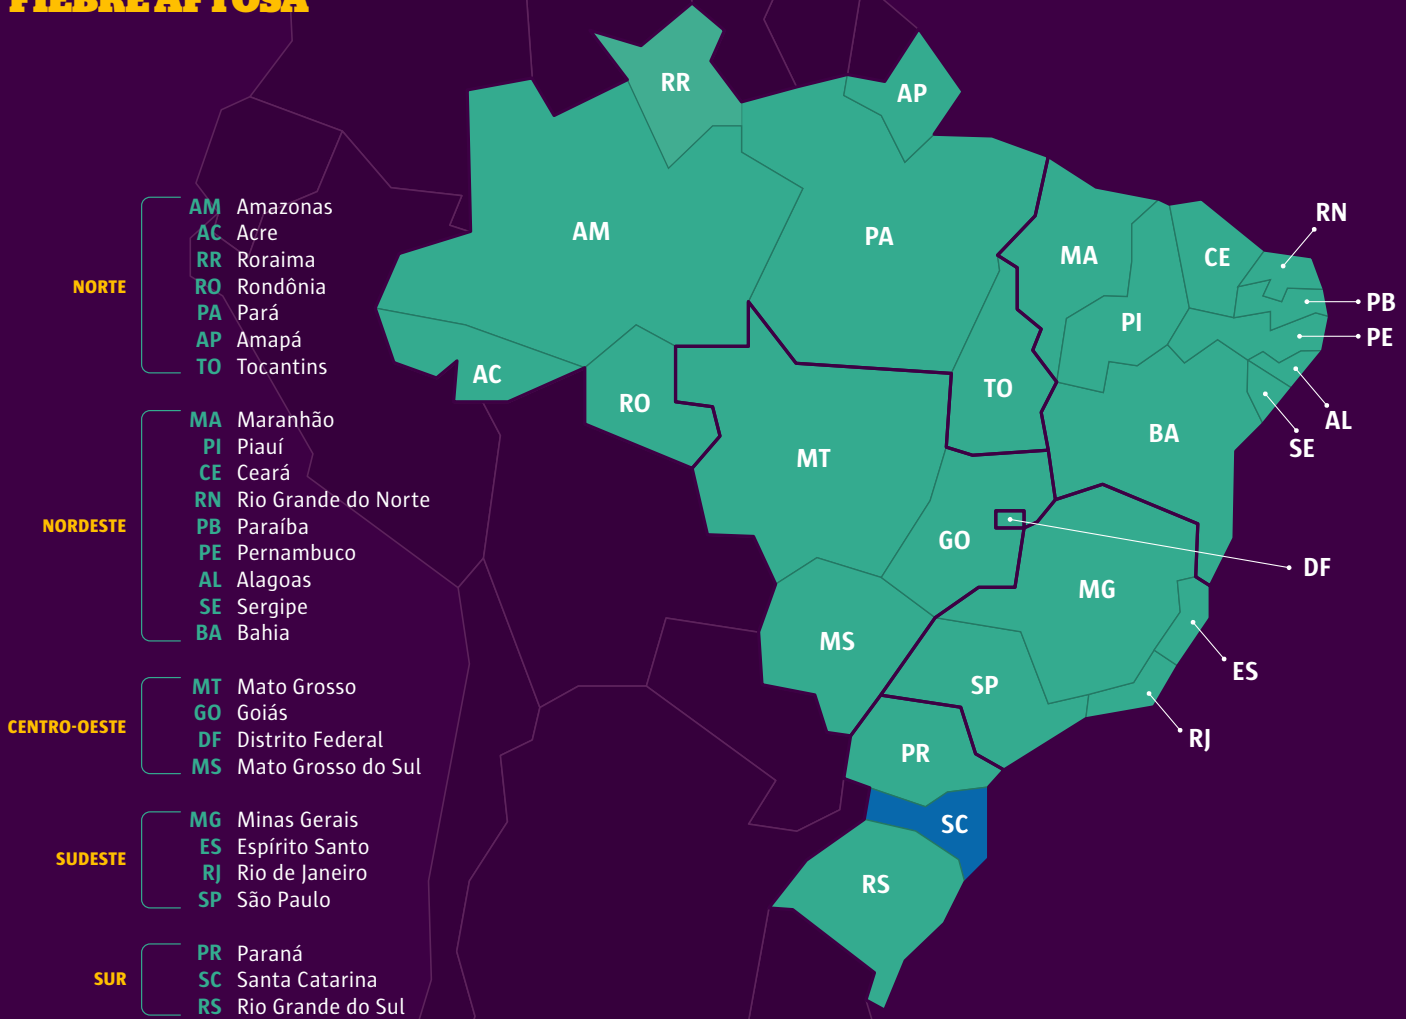 FIEBRE AFTOSA
NORTE
AM Amazonas
AC Acre
RR Roraima
RO Rondônia
PA Pará
AP Amapá
TO Tocantins
NORDESTE
MA Maranhão
PI Piauí
CE Ceará
RN Rio Grande do Norte
PB Paraíba
PE Pernambuco
AL Alagoas
SE Sergipe
BA Bahia
CENTRO-OESTE
MT Mato Grosso
GO Goiás
DF Distrito Federal
MS Mato Grosso do Sul
SUDESTE
MG Minas Gerais
ES Espírito Santo
RJ Rio de Janeiro
SP São Paulo
SUR
PR Paraná
SC Santa Catarina
RS Rio Grande do Sul
RR
AP
RN
AM
PA
MA
CE
PB
PI
PE
AC
TO
RO
AL
BA
SE
MT
GO
DF
MG
MS
ES
SP
RJ
PR
SC
RS